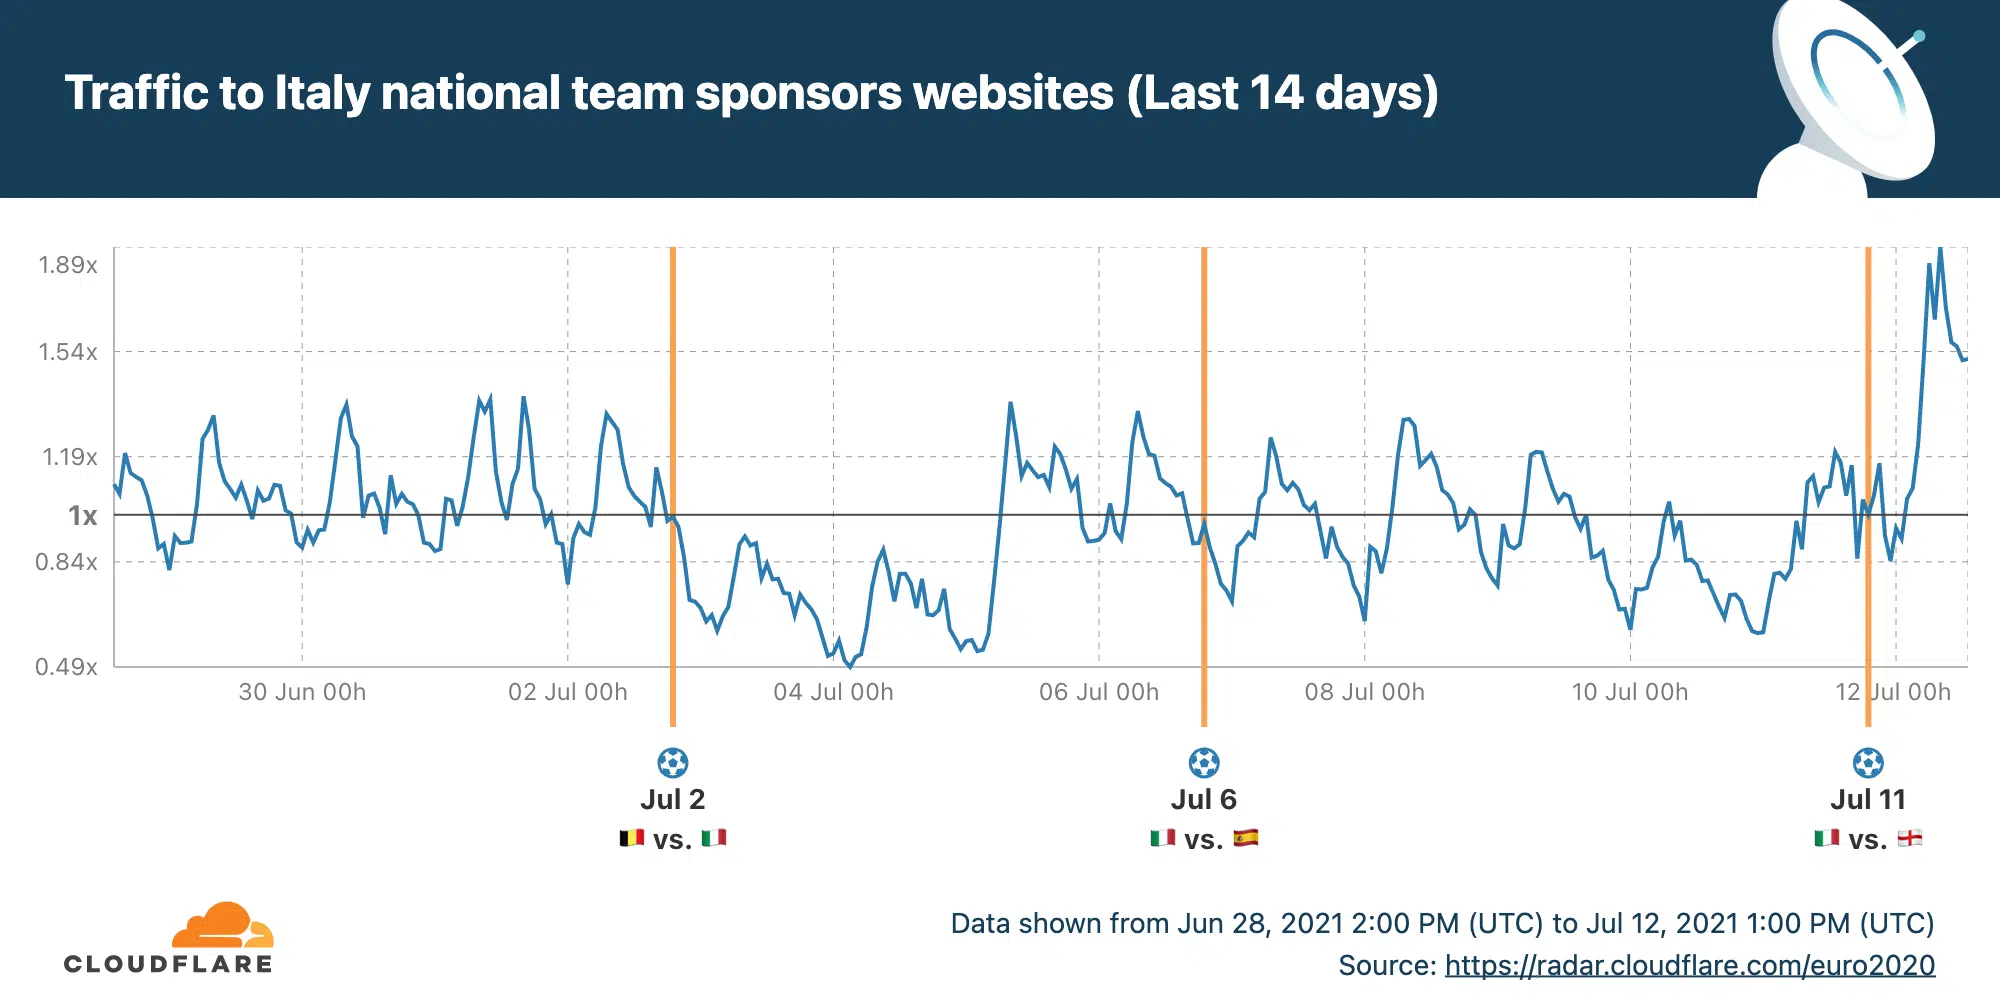 Traffic to Italy national team sponsors websites (Last 14 days)
1.89x
1.54x
1.19x
1x
0.84x
0.49x
30 Jun 00h 02 Jul 00h 04 Jul 00h 06 Jul 00h 08 Jul 00h 10 Jul 00h 12 Jul 00h
Jul 2 Jul 6 Jul 11
vs. vs. vs.
Data shown from Jun 28, 2021 2:00 PM (UTC) to Jul 12, 2021 1:00 PM (UTC)
CLOUDFLARE
Source: https://radar.cloudflare.com/euro2020